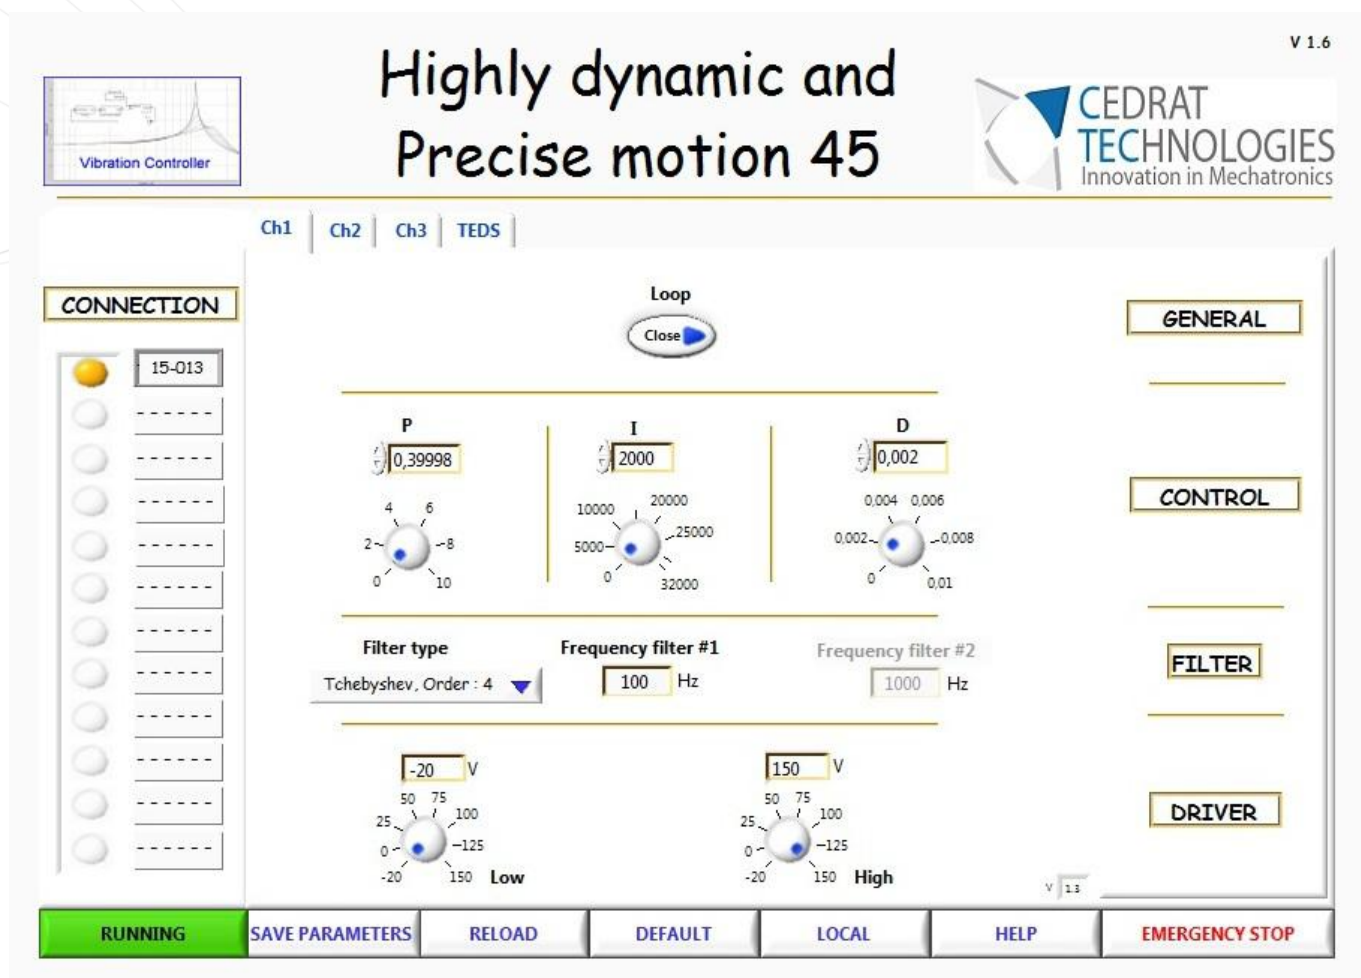 V 1.6
Highly dynamic and
Precise motion 45
Vibration Controller
CEDRAT
TECHNOLOGIES
Innovation in Mechatronics
Ch1 Ch2 Ch3 TEDS
CONNECTION
15-013
- - - - - -
- - - - - -
- - - - - -
- - - - - -
- - - - - -
- - - - - -
- - - - - -
- - - - - -
- - - - - -
- - - - - -
- - - - - -
Loop
Close
GENERAL
P I D
0,39998 2000 0,002
0 2 4 6 8 10
0 5000 10000 20000 25000 32000
0 0,002 0,004 0,006 0,008 0,01
CONTROL
Filter type Frequency filter #1 Frequency filter #2
Tchebyshev, Order : 4 100 Hz 1000 Hz
FILTER
-20 V 150 V
-20 0 25 50 75 100 125 150 Low
-20 0 25 50 75 100 125 150 High
DRIVER
V 1.3
RUNNING SAVE PARAMETERS RELOAD DEFAULT LOCAL HELP EMERGENCY STOP